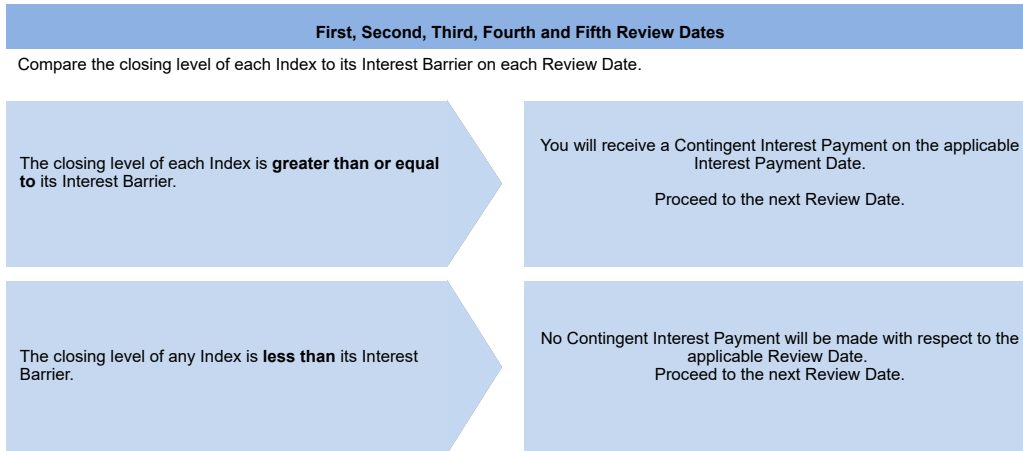 First, Second, Third, Fourth and Fifth Review Dates
Compare the closing level of each Index to its Interest Barrier on each Review Date.
The closing level of each Index is greater than or equal
to its Interest Barrier.
You will receive a Contingent Interest Payment on the applicable
Interest Payment Date.
Proceed to the next Review Date.
The closing level of any Index is less than its Interest
Barrier.
No Contingent Interest Payment will be made with respect to the
applicable Review Date.
Proceed to the next Review Date.